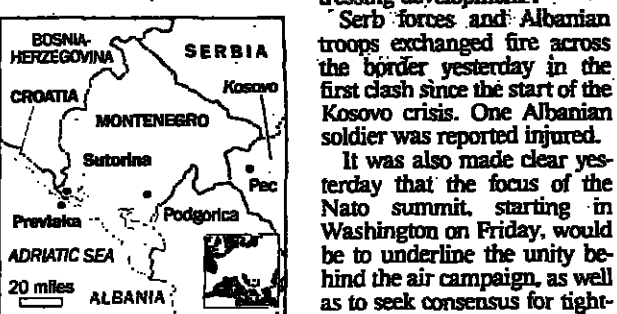 BOSNIA-
HERZEGOVINA
SERBIA
Kosovo
CROATIA
MONTENEGRO
Sutorina
Pec
Prevlaka
Podgorica
ADRIATIC SEA
20 miles
ALBANIA
Serb forces and Albanian
troops exchanged fire across
the border yesterday in the
first clash since the start of the
Kosovo crisis. One Albanian
soldier was reported injured.
It was also made clear yes-
terday that the focus of the
Nato summit, starting in
Washington on Friday, would
be to underline the unity be-
hind the air campaign, as well
as to seek consensus for tight-